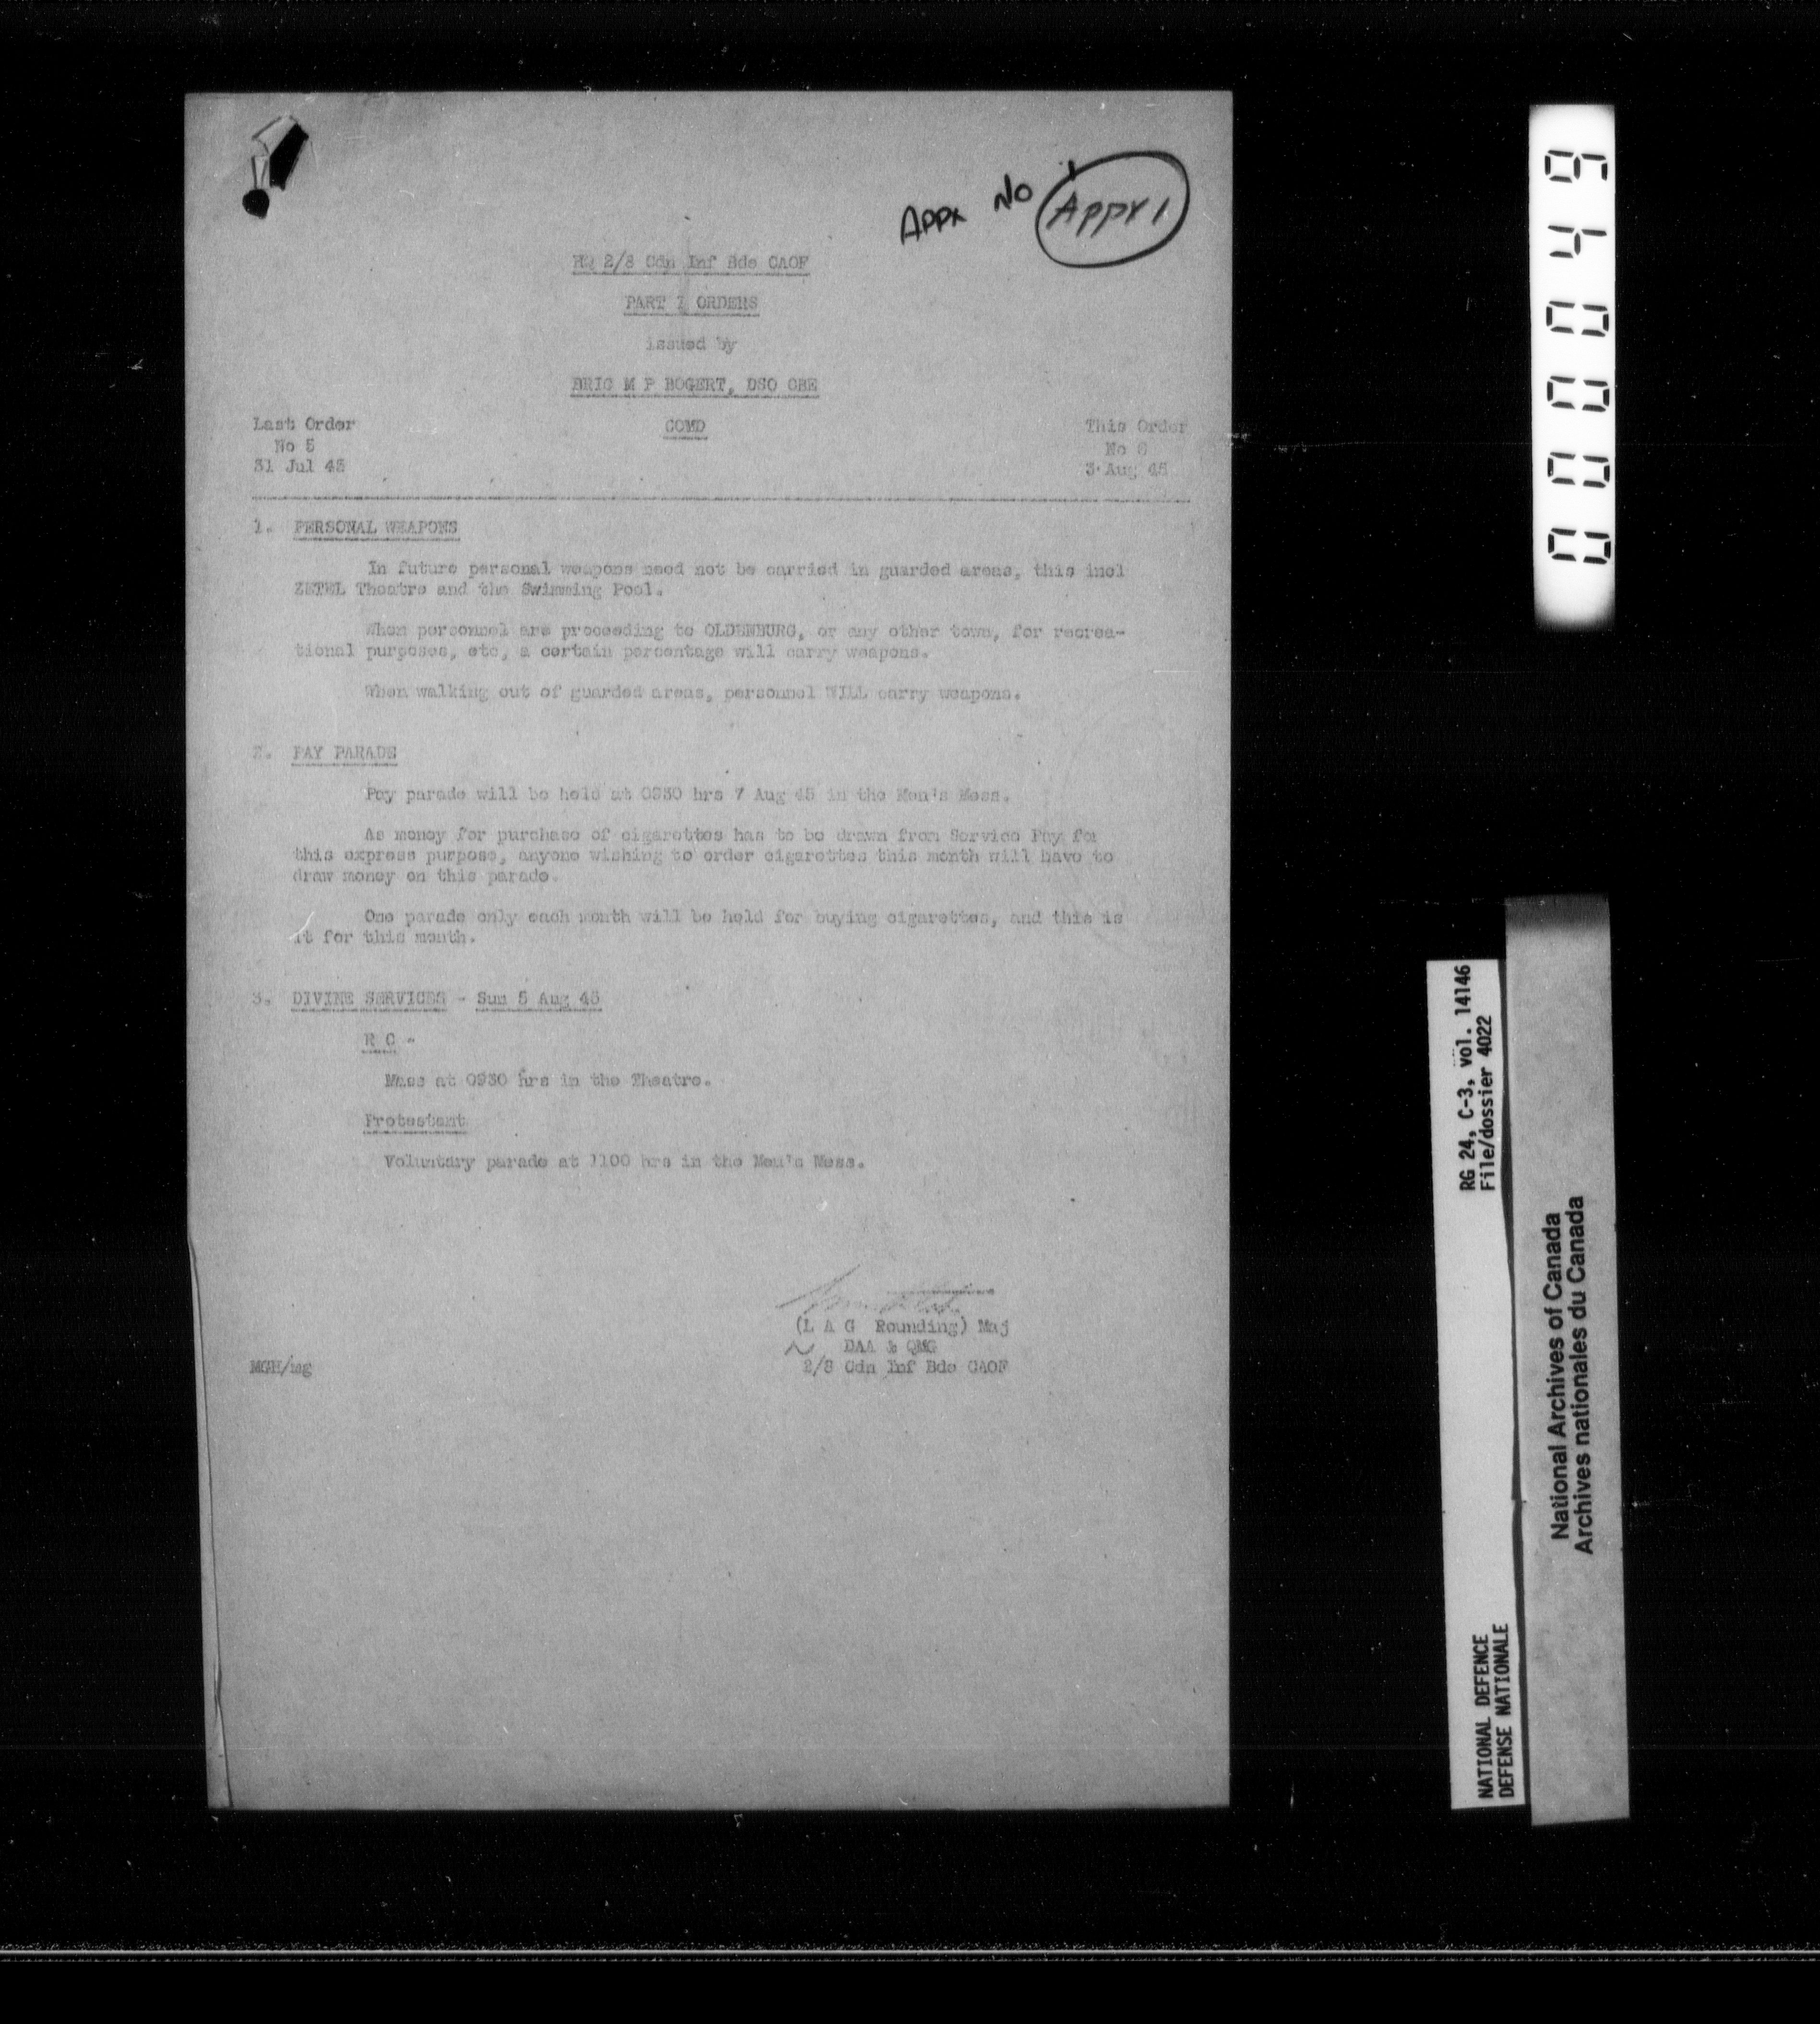 Appx No 1
Appx 1
HQ 2/8 Cdn Inf Bde CAOF
PART I ORDERS
issued by
BRIG M P BOGERT, DSO OBE
Last Order
COMD
This Order
No 5
No 6
31 Jul 45
3 Aug 45
1. PERSONAL WEAPONS
In future personal weapons need not be carried in guarded areas, this incl
ZETEL Theatre and the Swimming Pool.
When personnel are proceeding to OLDENBURG, or any other town, for recrea-
tional purposes, etc, a certain percentage will carry weapons.
When walking out of guarded areas, personnel WILL carry weapons.
2. PAY PARADE
Pay parade will be held at 0930 hrs 7 Aug 45 in the Men's Mess.
As money for purchase of cigarettes has to be drawn from Service Pay for
this express purpose, anyone wishing to order cigarettes this month will have to
draw money on this parade.
One parade only each month will be held for buying cigarettes, and this is
it for this month.
3. DIVINE SERVICES - Sun 5 Aug 45
R C -
Mass at 0930 hrs in the Theatre.
Protestant
Voluntary parade at 1100 hrs in the Men's Mess.
(L A G Rounding) Maj
DAA & QMG
MGH/mg
2/8 Cdn Inf Bde CAOF
000049
RG 24, C-3, vol. 14146
File/dossier 4022
NATIONAL DEFENCE
DEFENSE NATIONALE
National Archives of Canada
Archives nationales du Canada